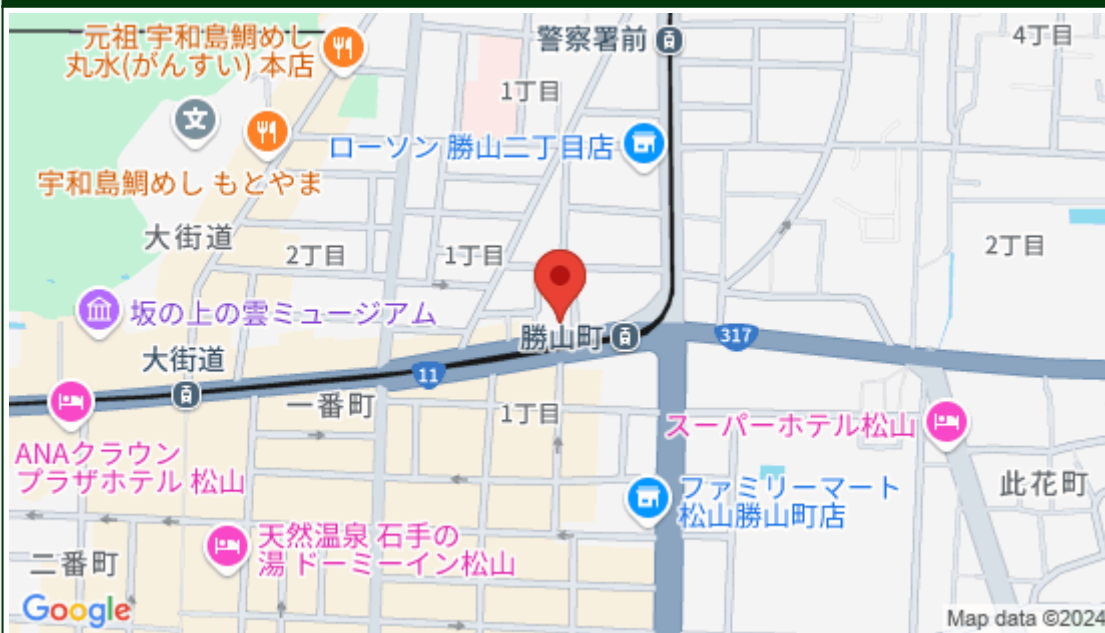 元祖 宇和島鯛めし
丸水(がんすい) 本店
警察署前
4丁目
1丁目
文
ローソン 勝山二丁目店
宇和島鯛めし もとやま
大街道
2丁目
1丁目
2丁目
坂の上の雲ミュージアム
勝山町
317
大街道
11
一番町
1丁目
スーパーホテル松山
ANAクラウン
プラザホテル 松山
ファミリーマート
松山勝山町店
此花町
天然温泉 石手の
湯 ドーミーイン松山
二番町
Google
Map data ©2024